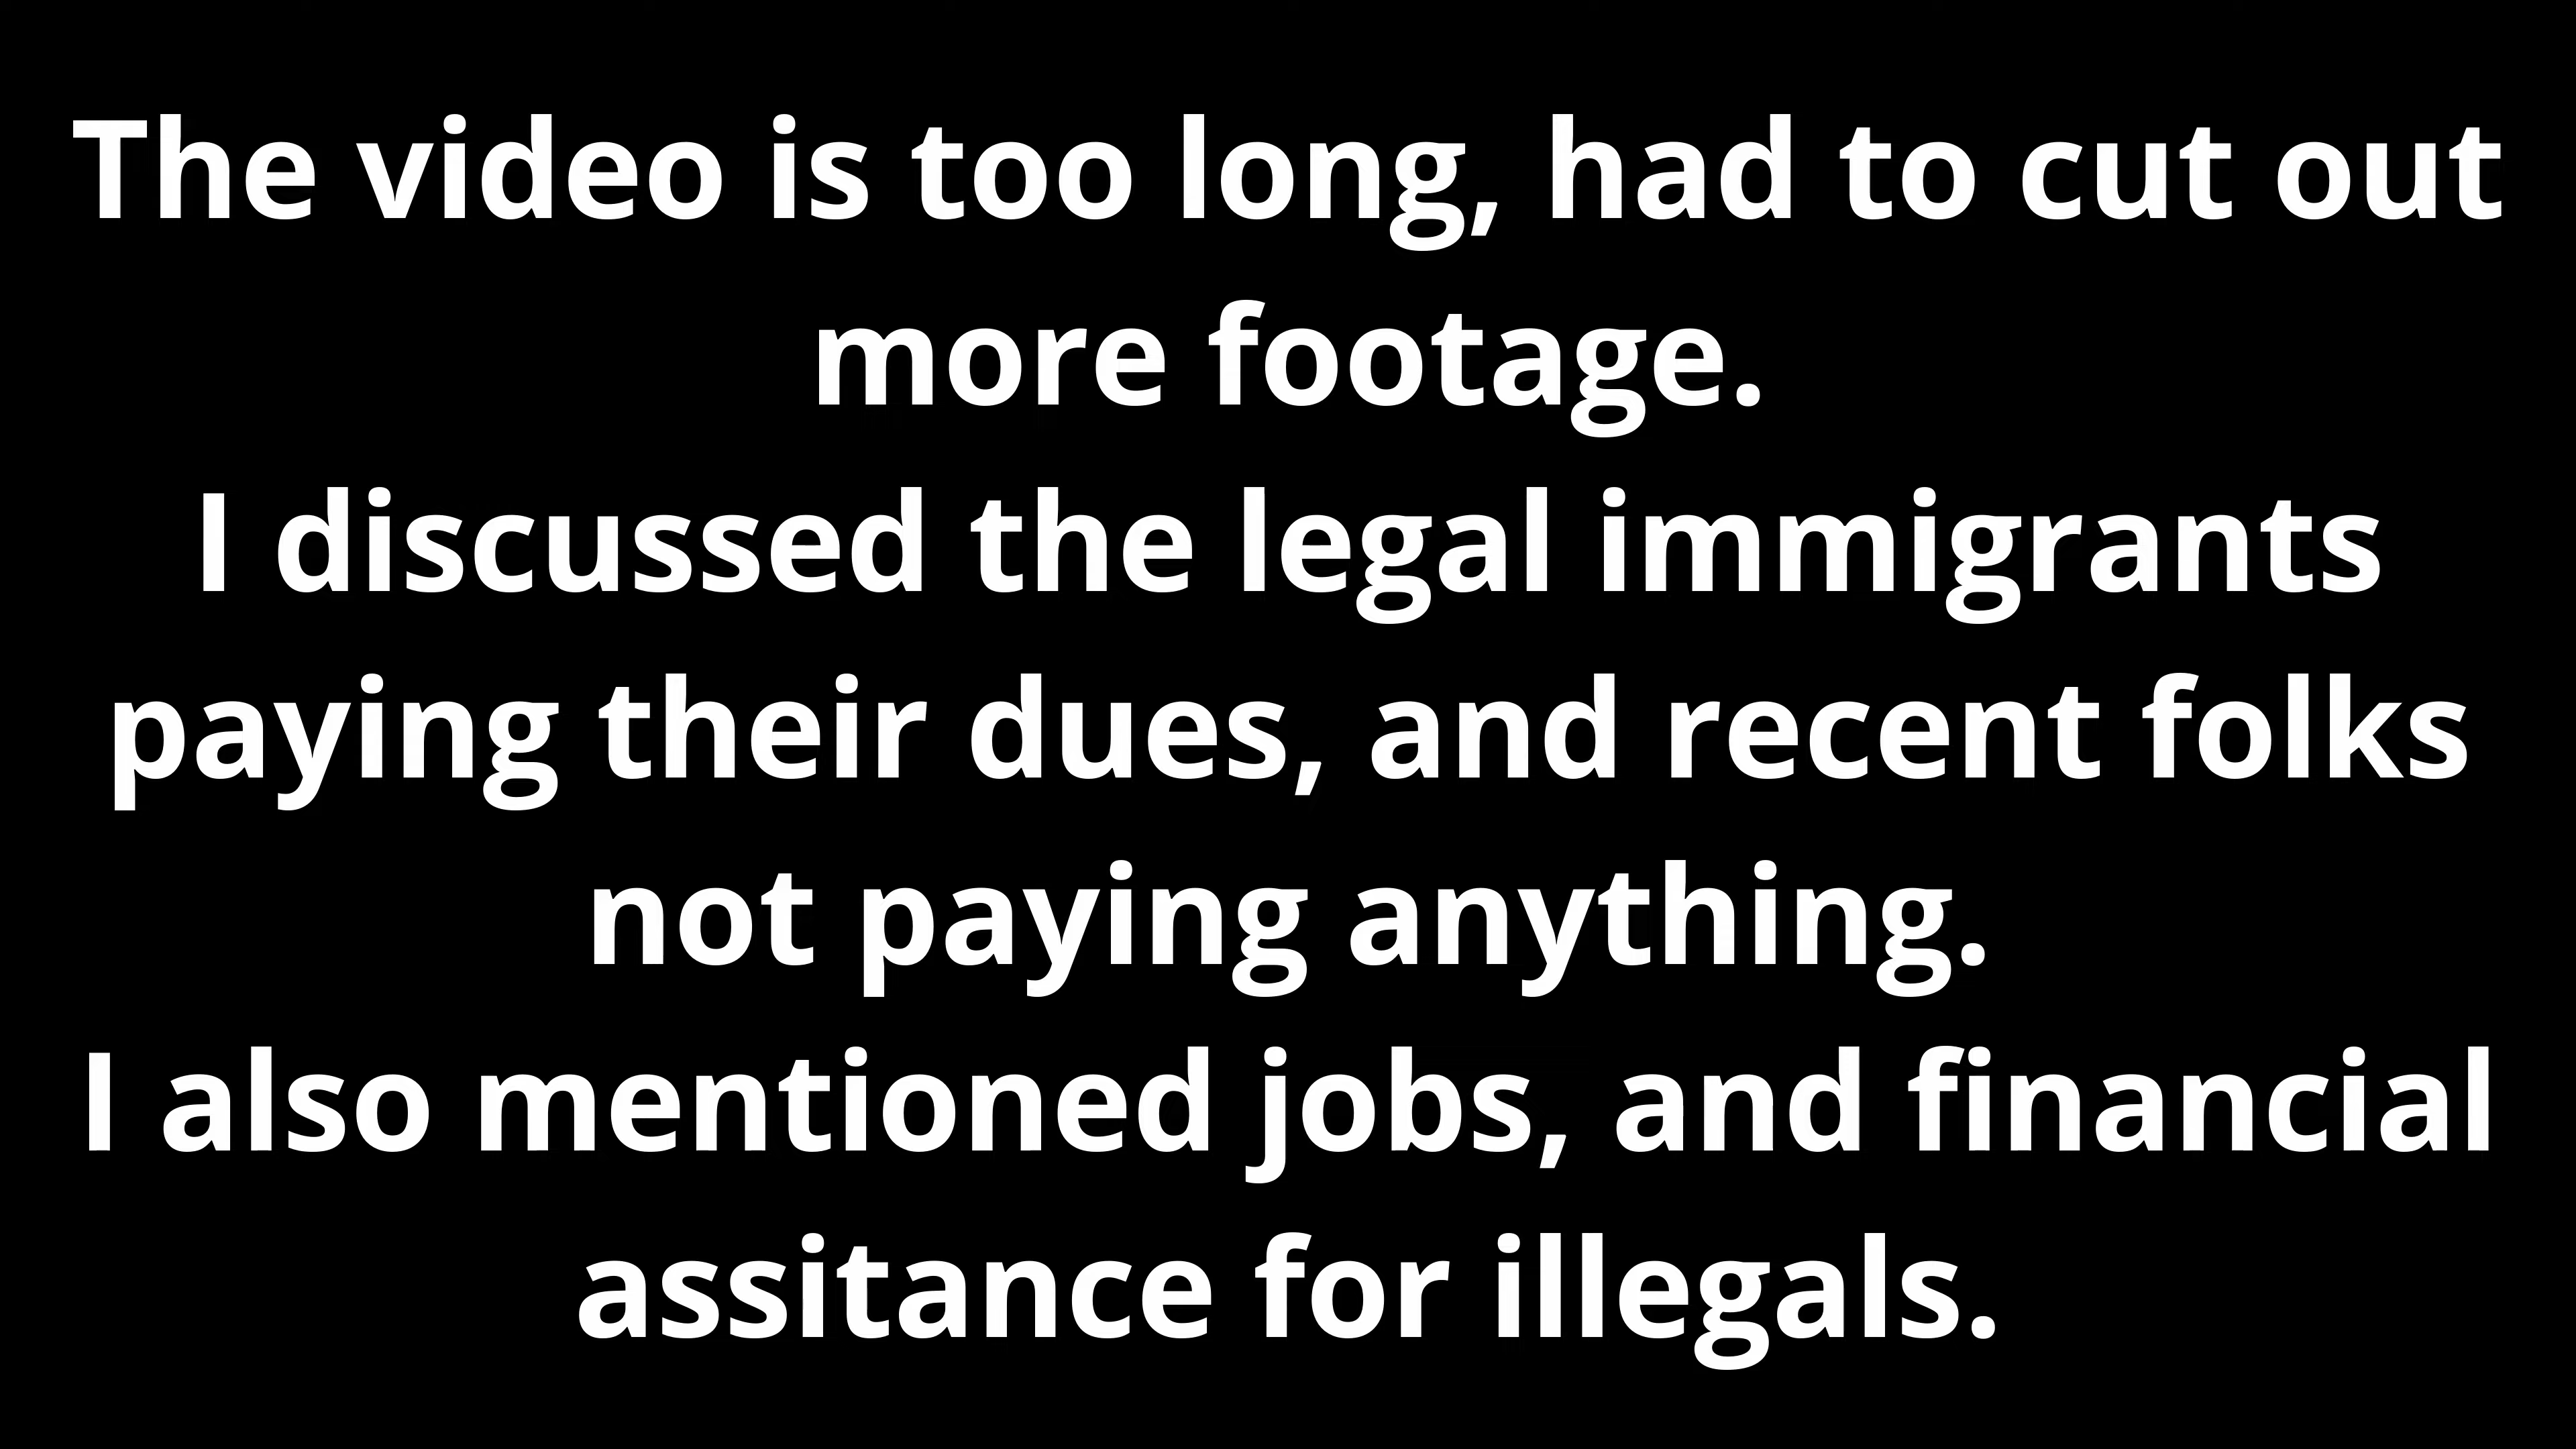 The video is too long, had to cut out
more footage.
I discussed the legal immigrants
paying their dues, and recent folks
not paying anything.
I also mentioned jobs, and financial
assitance for illegals.